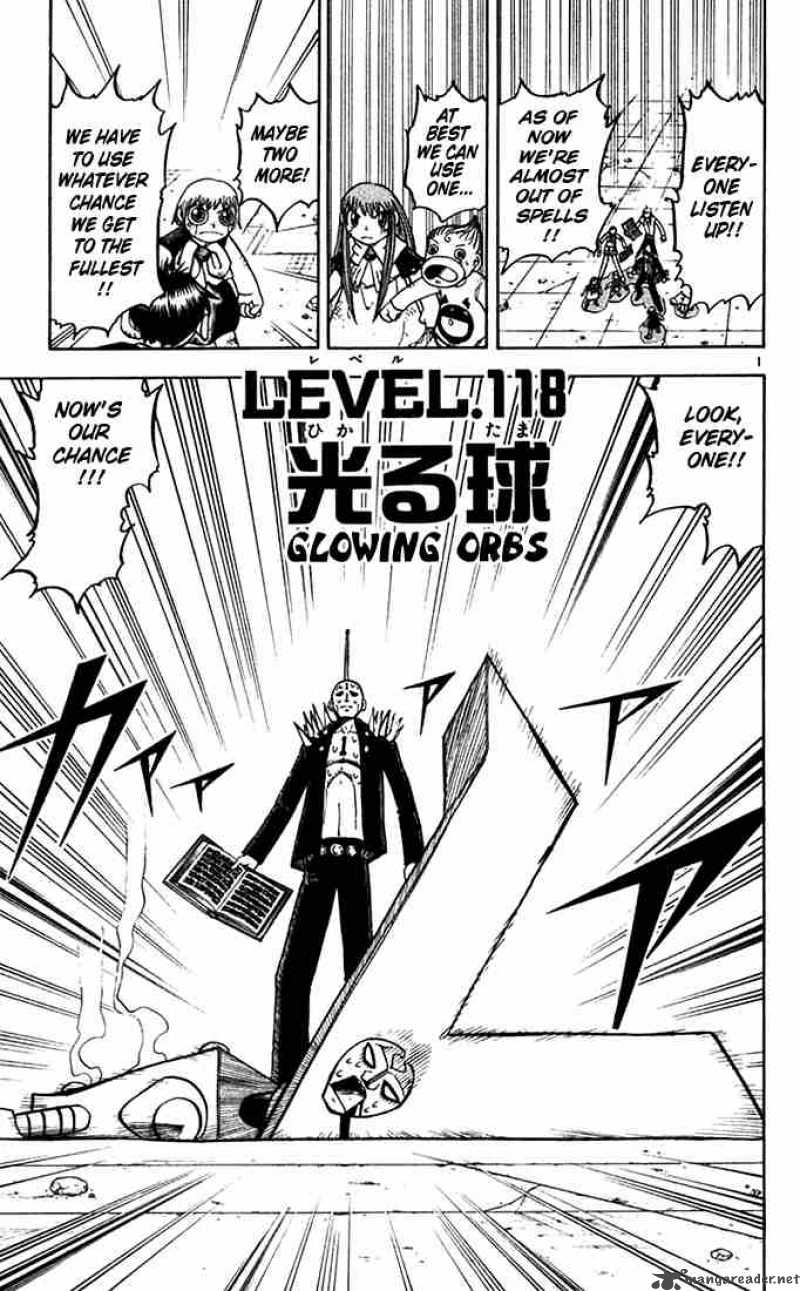 EVERY-
ONE
LISTEN
UP!!
AS OF
NOW
WE'RE
ALMOST
OUT OF
SPELLS
!!
AT
BEST
WE CAN
USE
ONE...
MAYBE
TWO
MORE!
WE HAVE
TO USE
WHATEVER
CHANCE
WE GET
TO THE
FULLEST
!!
1
レベル
LEVEL.118
ひか たま
光る球
GLOWING ORBS
LOOK,
EVERY-
ONE!!
NOW'S
OUR
CHANCE
!!!
カァァァァ
mangareader.net